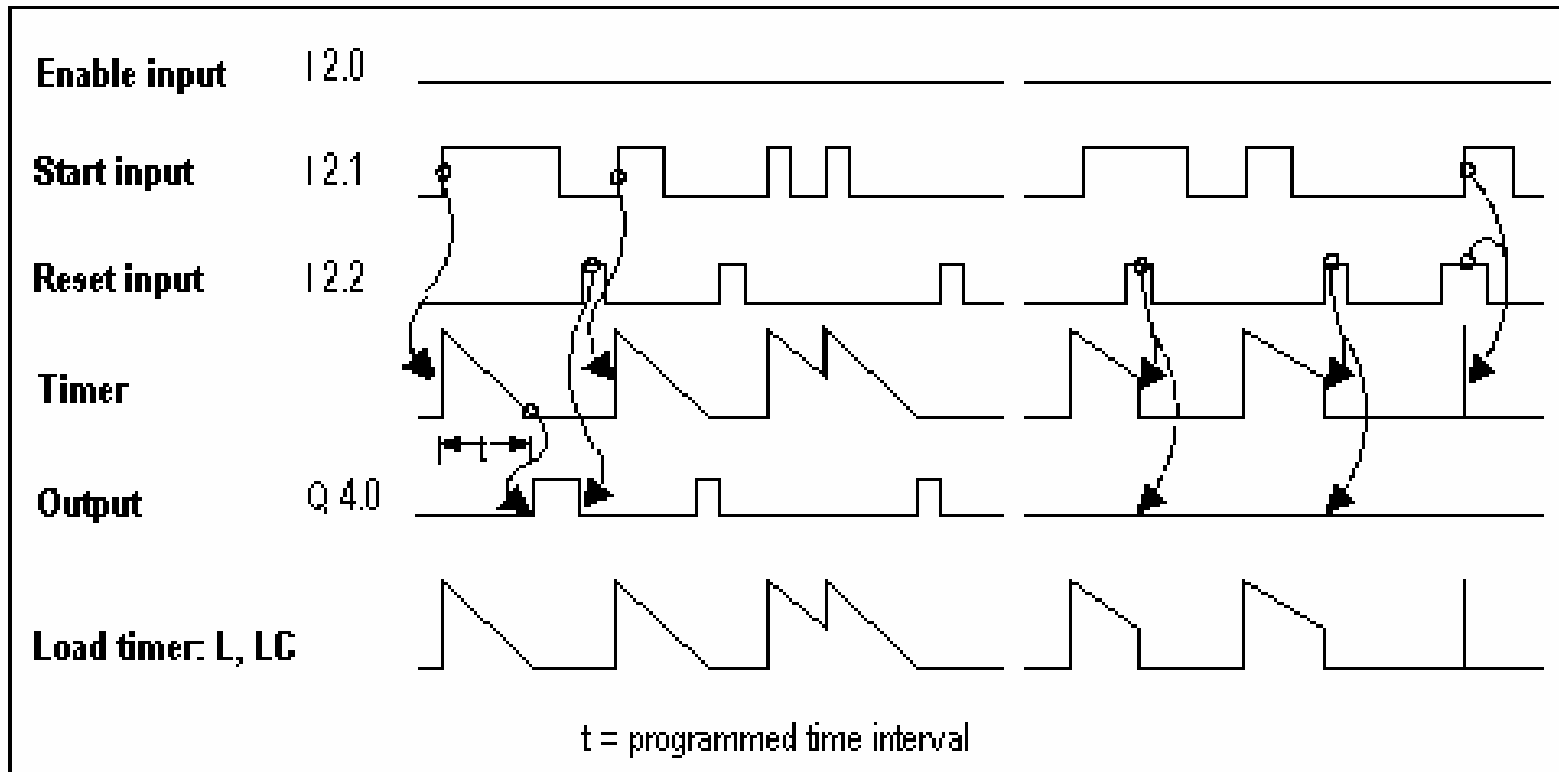 Enable input I 2.0
Start input I 2.1
Reset input I 2.2
Timer
t
Output Q 4.0
Load timer: L, LC
t = programmed time interval